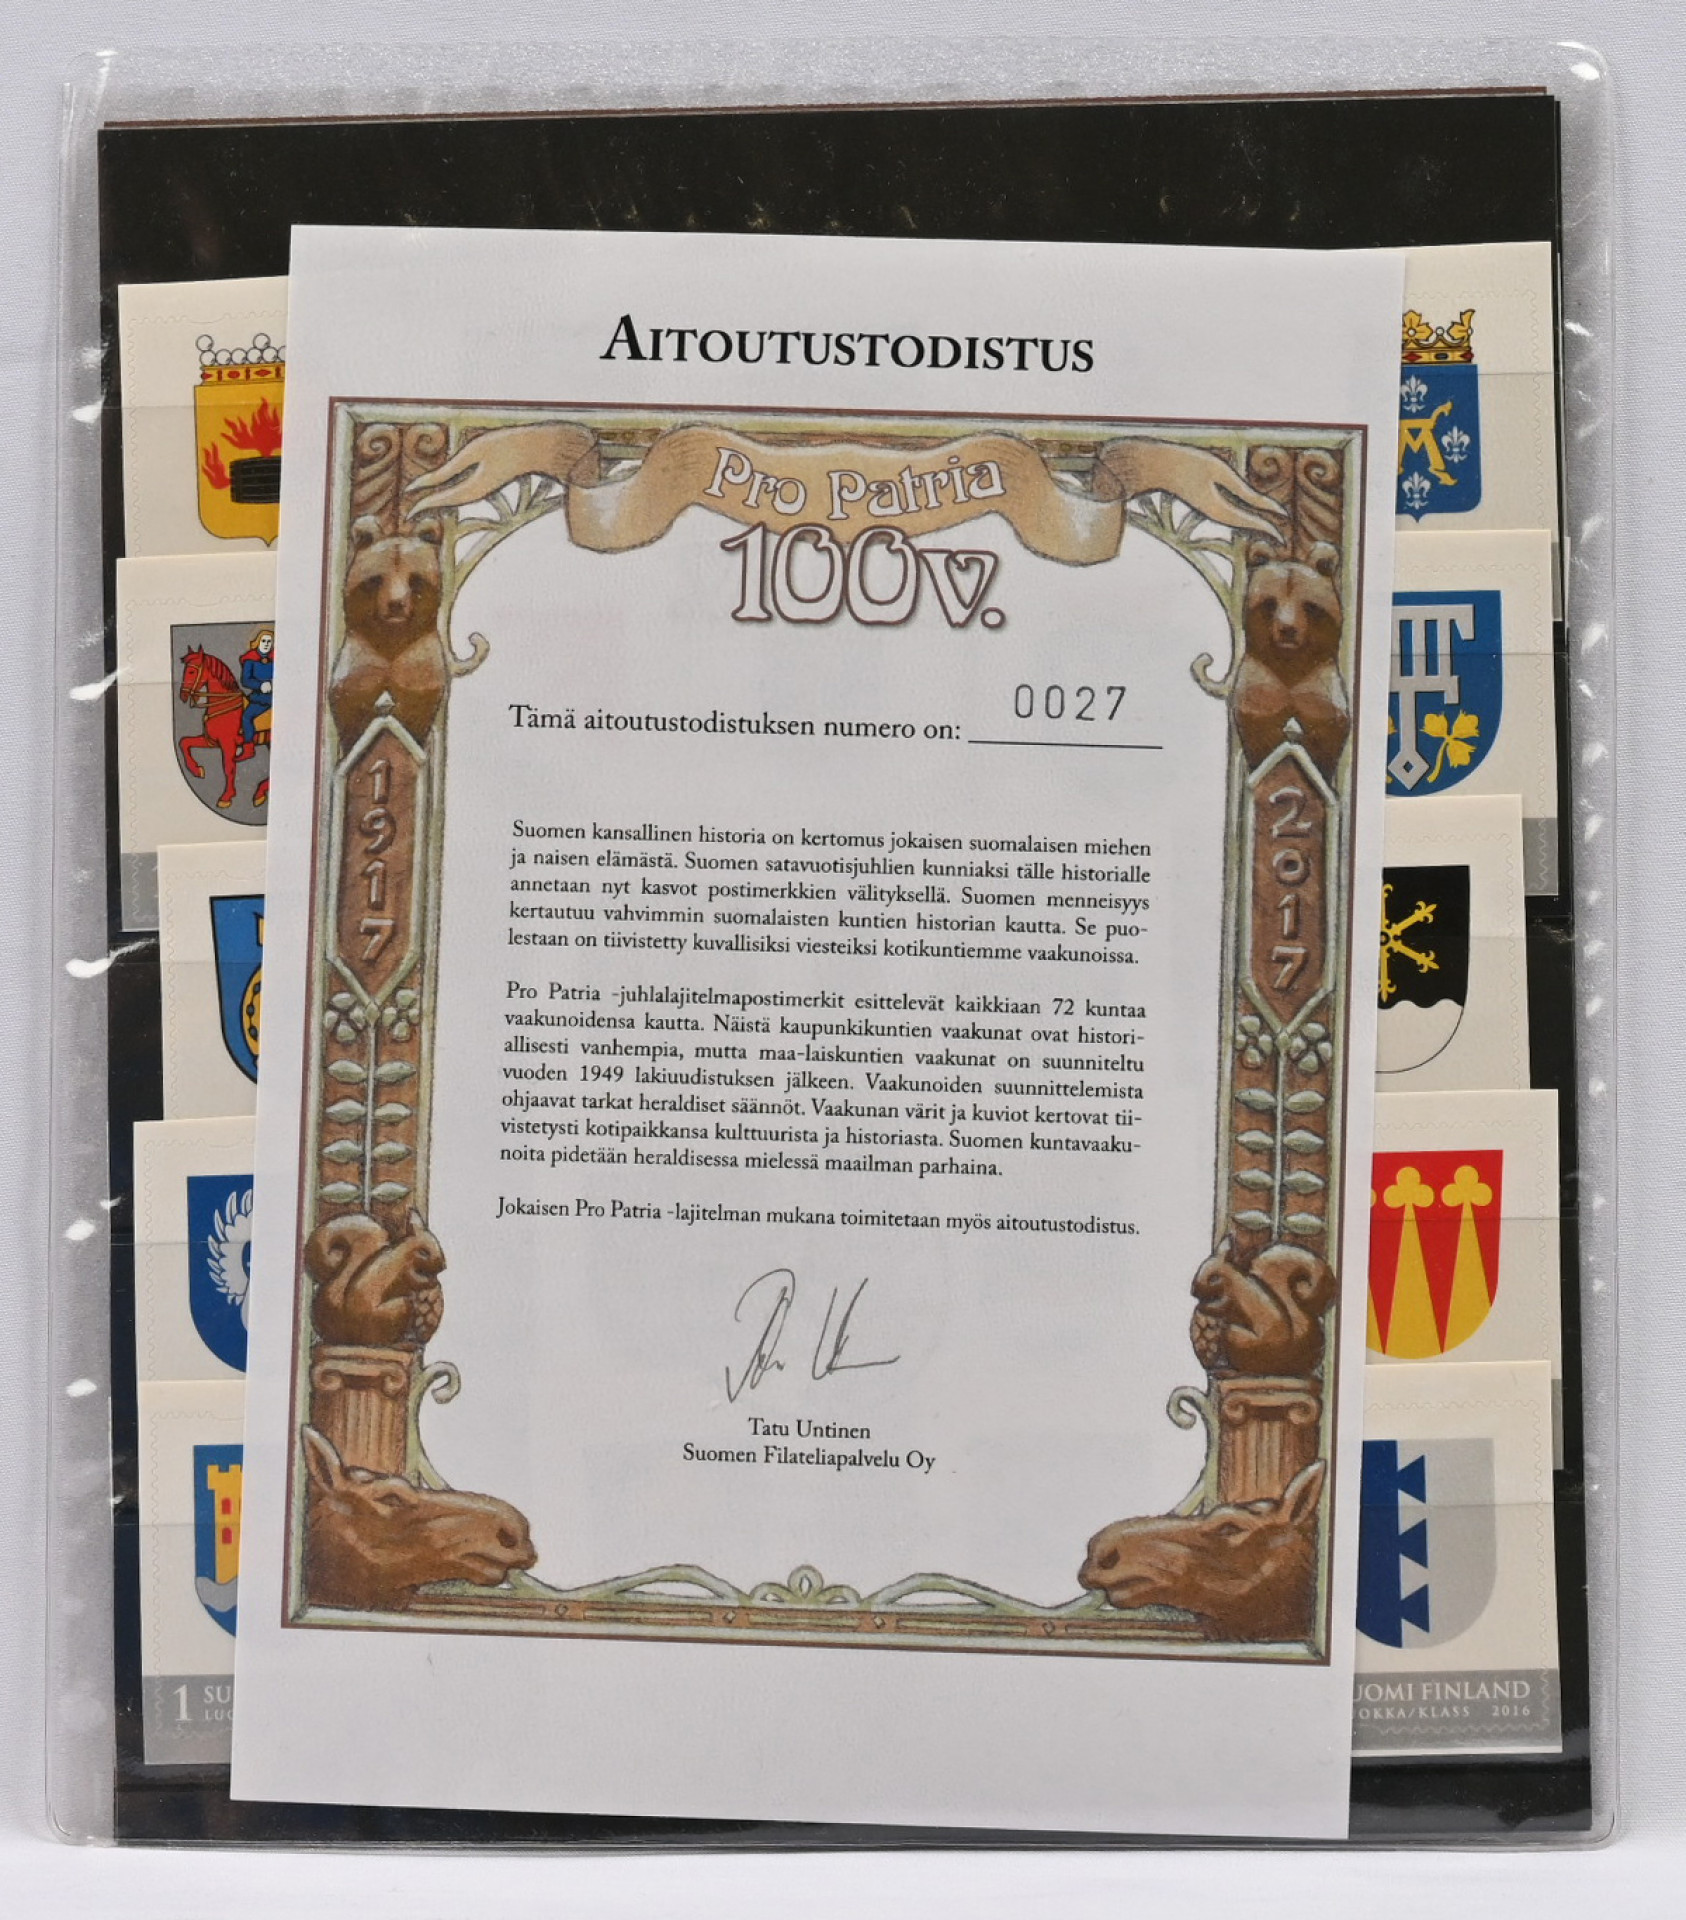 AITOUTUSTODISTUS
Pro Patria
100v.
Tämä aitoutustodistuksen numero on: 0027
1917
2017
Suomen kansallinen historia on kertomus jokaisen suomalaisen miehen
ja naisen elämästä. Suomen satavuotisjuhlien kunniaksi tälle historialle
annetaan nyt kasvot postimerkkien välityksellä. Suomen menneisyys
kertautuu vahvimmin suomalaisten kuntien historian kautta. Se puo-
lestaan on tiivistetty kuvallisiksi viesteiksi kotikuntiemme vaakunoissa.
Pro Patria -juhlalajitelmapostimerkit esittelevät kaikkiaan 72 kuntaa
vaakunoidensa kautta. Näistä kaupunkikuntien vaakunat ovat histori-
allisesti vanhempia, mutta maa-laiskuntien vaakunat on suunniteltu
vuoden 1949 lakiuudistuksen jälkeen. Vaakunoiden suunnittelemista
ohjaavat tarkat heraldiset säännöt. Vaakunan värit ja kuviot kertovat tii-
vistetysti kotipaikkansa kulttuurista ja historiasta. Suomen kuntavaaku-
noita pidetään heraldisessa mielessä maailman parhaina.
Jokaisen Pro Patria -lajitelman mukana toimitetaan myös aitoutustodistus.
Tatu Untinen
Suomen Filateliapalvelu Oy
1 SU
LUO
UOMI FINLAND
OKKA/KLASS 2016